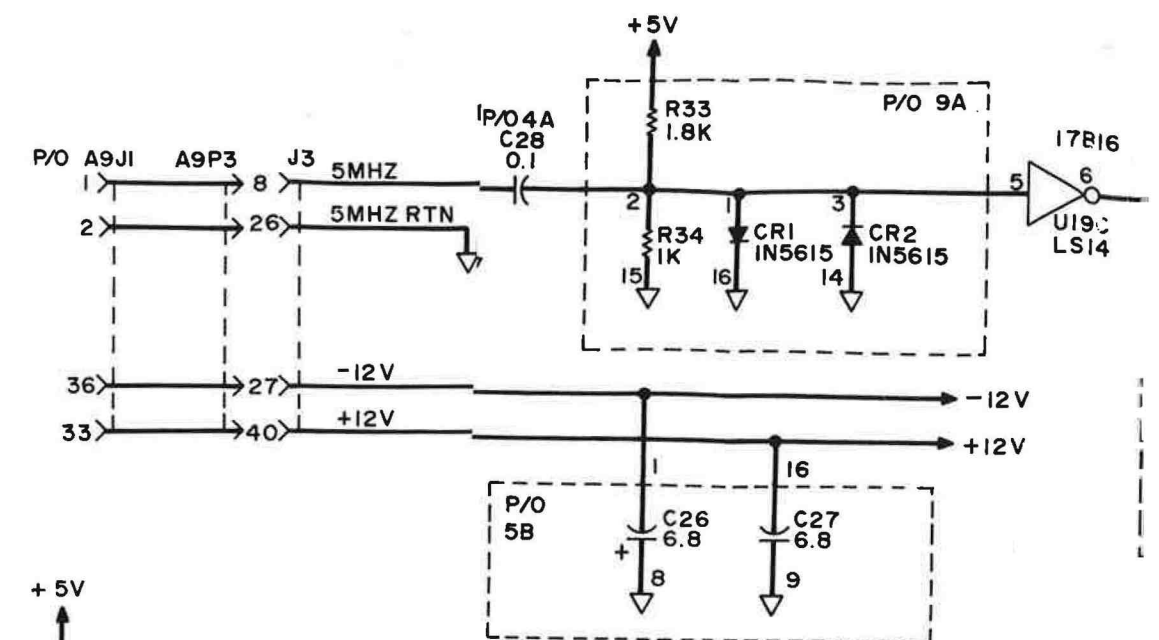 +5V
P/O 9A
R33
1.8K
P/O 4A
C28
0.1
17B16
P/O A9J1 A9P3 J3
1 8 5MHZ
2 1 3 5 6
2 26 5MHZ RTN
R34
1K
CR1
1N5615
CR2
1N5615
U19C
LS14
15 16 14
36 27 -12V
-12V
33 40 +12V
+12V
1 16
P/O
5B
C26
6.8
C27
6.8
+
8 9
+5V